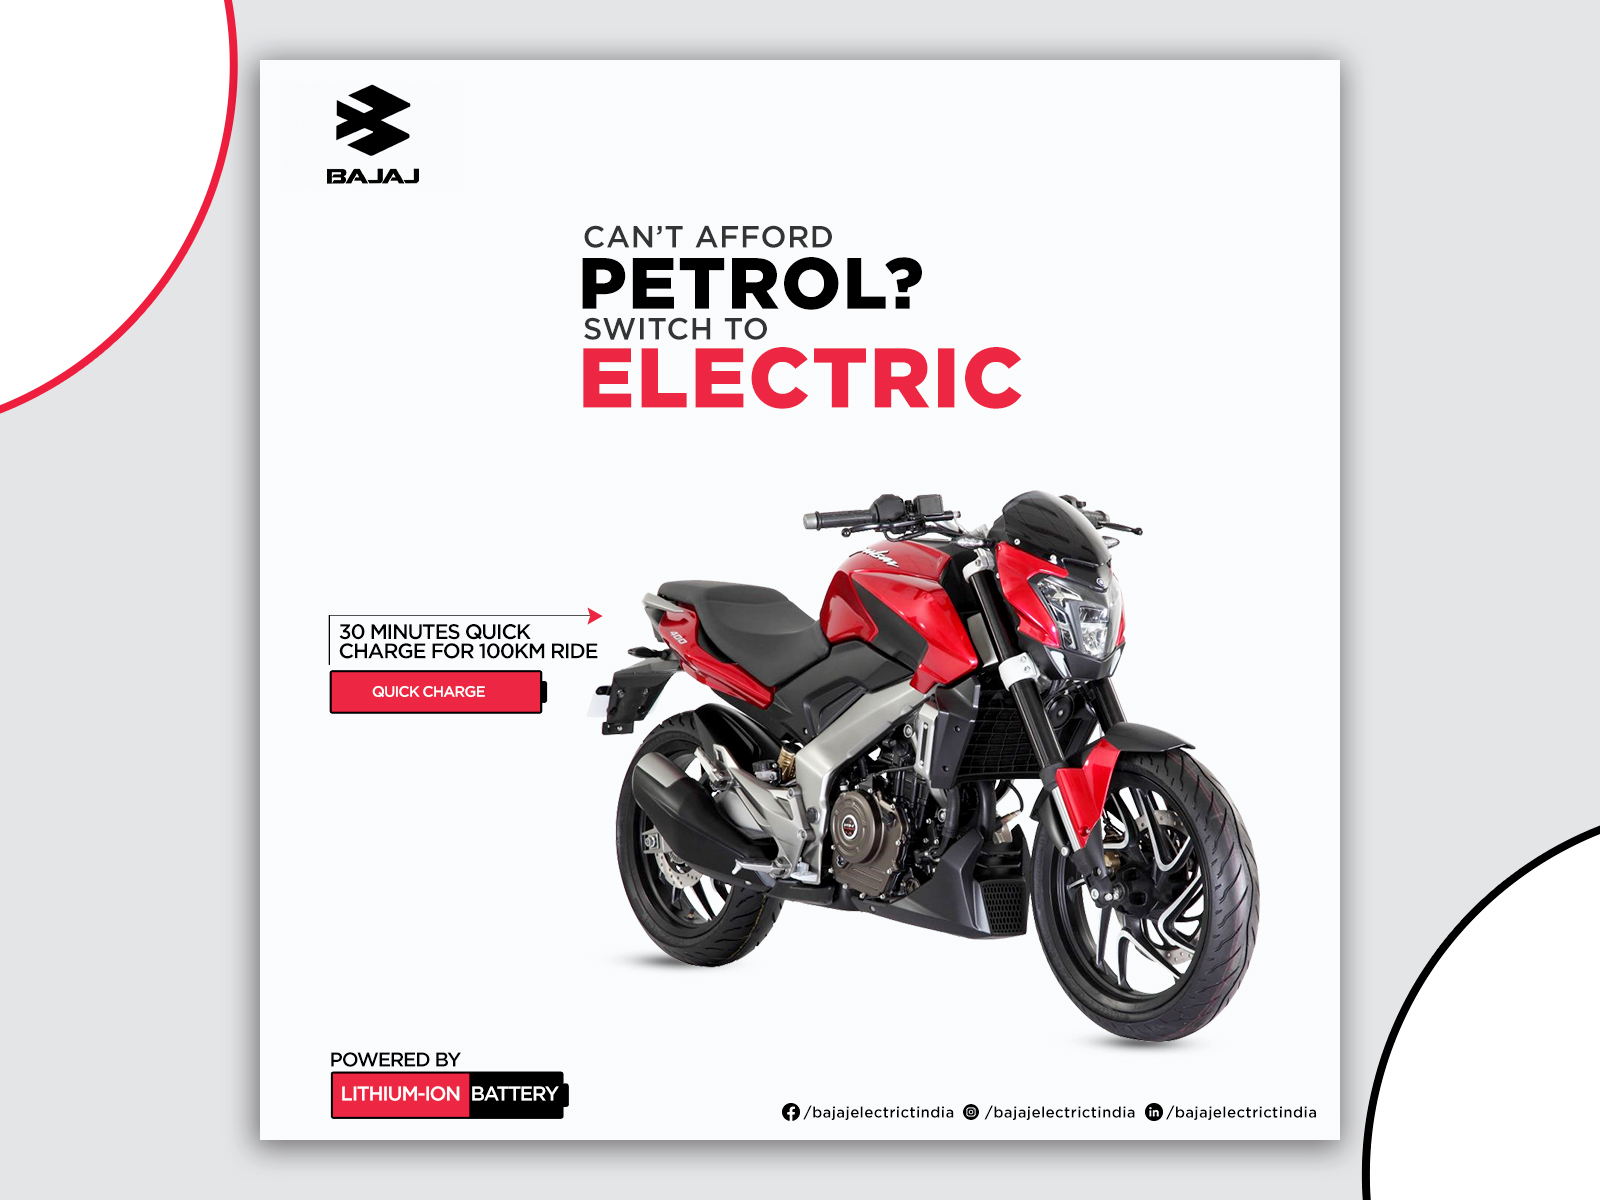 BAJAJ
CAN'T AFFORD
PETROL?
SWITCH TO
ELECTRIC
30 MINUTES QUICK
CHARGE FOR 100KM RIDE
QUICK CHARGE
400
POWERED BY
LITHIUM-ION BATTERY
/bajajelectrictindia /bajajelectrictindia /bajajelectrictindia